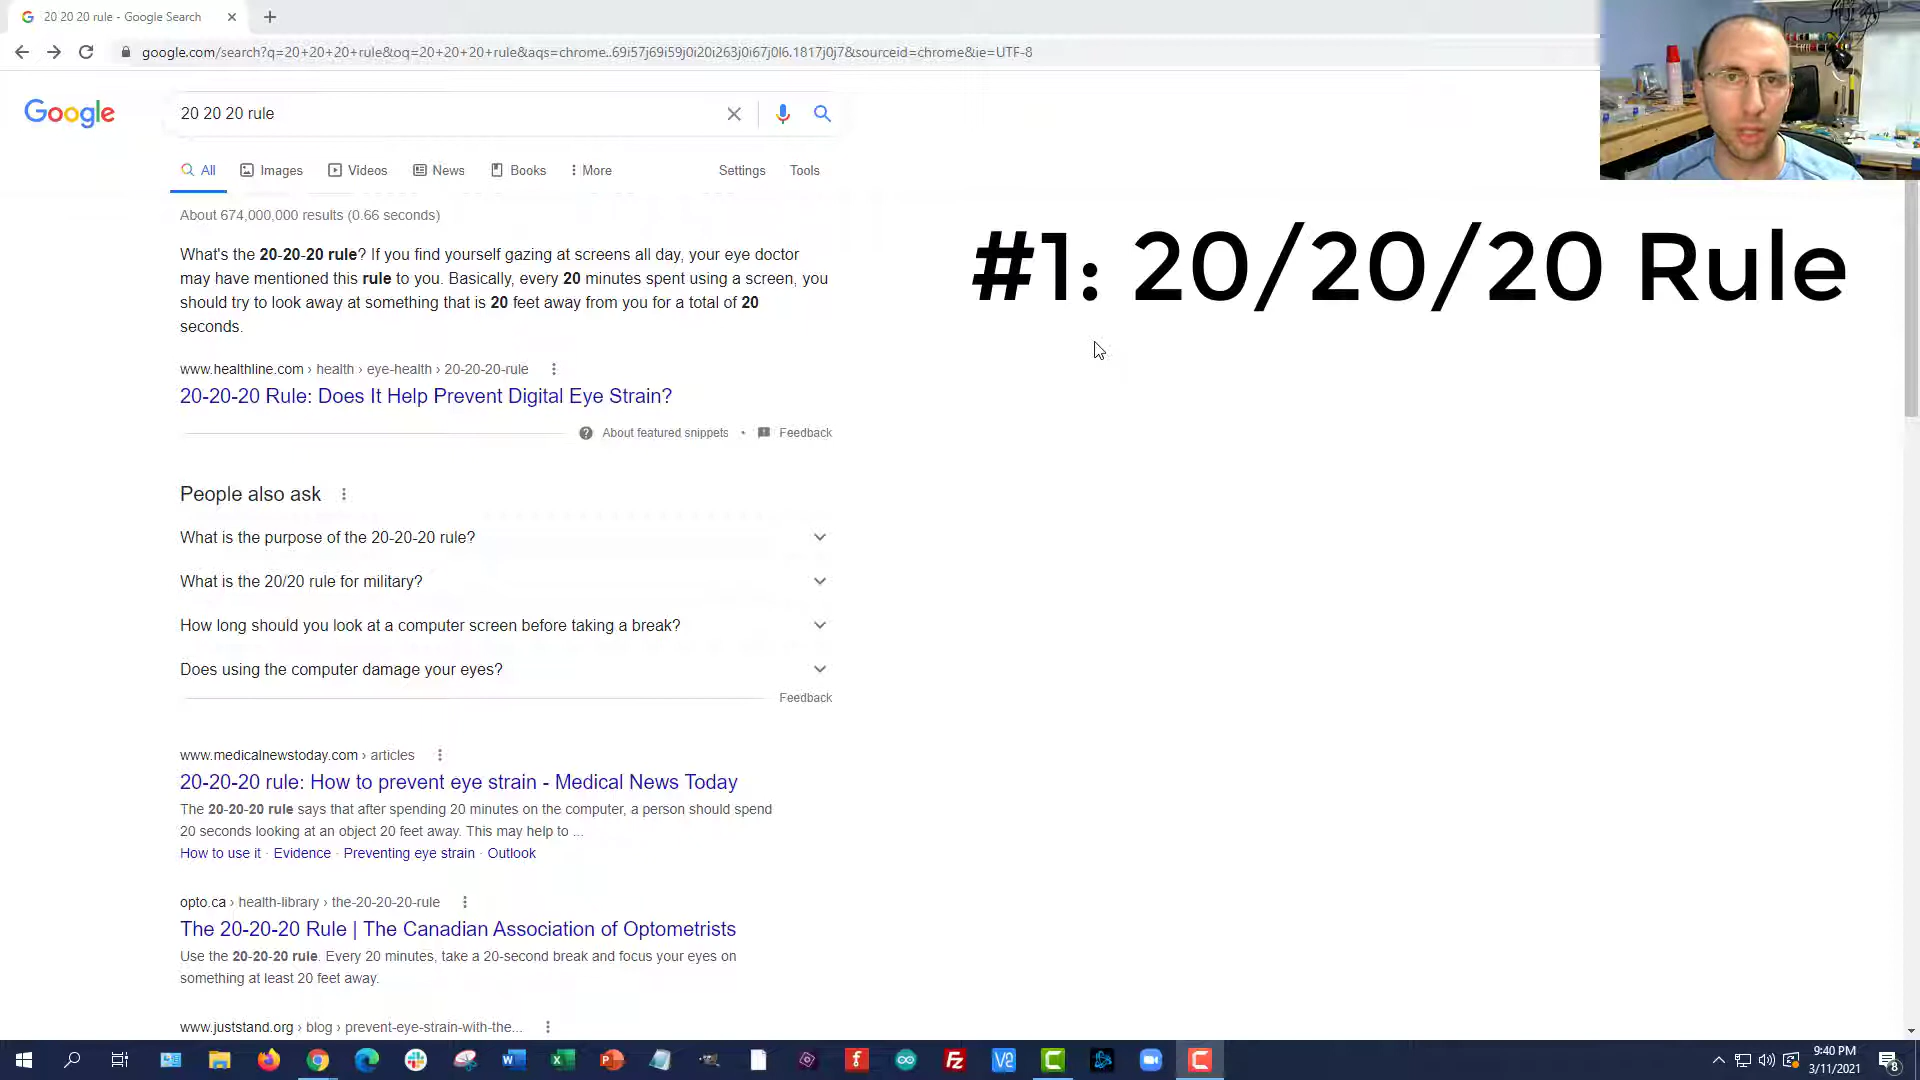 20 20 20 rule - Google Search
google.com/search?q=20+20+20+rule&oq=20+20+20+rule&aqs=chrome..69i57j69i59j0i20i263j0i67j0l6.1817j0j7&sourceid=chrome&ie=UTF-8
Google
20 20 20 rule
All Images Videos News Books More Settings Tools
About 674,000,000 results (0.66 seconds)
#1: 20/20/20 Rule
What's the 20-20-20 rule? If you find yourself gazing at screens all day, your eye doctor
may have mentioned this rule to you. Basically, every 20 minutes spent using a screen, you
should try to look away at something that is 20 feet away from you for a total of 20
seconds.
www.healthline.com › health › eye-health › 20-20-20-rule
20-20-20 Rule: Does It Help Prevent Digital Eye Strain?
About featured snippets • Feedback
People also ask
What is the purpose of the 20-20-20 rule?
What is the 20/20 rule for military?
How long should you look at a computer screen before taking a break?
Does using the computer damage your eyes?
Feedback
www.medicalnewstoday.com › articles
20-20-20 rule: How to prevent eye strain - Medical News Today
The 20-20-20 rule says that after spending 20 minutes on the computer, a person should spend
20 seconds looking at an object 20 feet away. This may help to ...
How to use it · Evidence · Preventing eye strain · Outlook
opto.ca › health-library › the-20-20-20-rule
The 20-20-20 Rule | The Canadian Association of Optometrists
Use the 20-20-20 rule. Every 20 minutes, take a 20-second break and focus your eyes on
something at least 20 feet away.
www.juststand.org › blog › prevent-eye-strain-with-the...
9:40 PM
3/11/2021
8